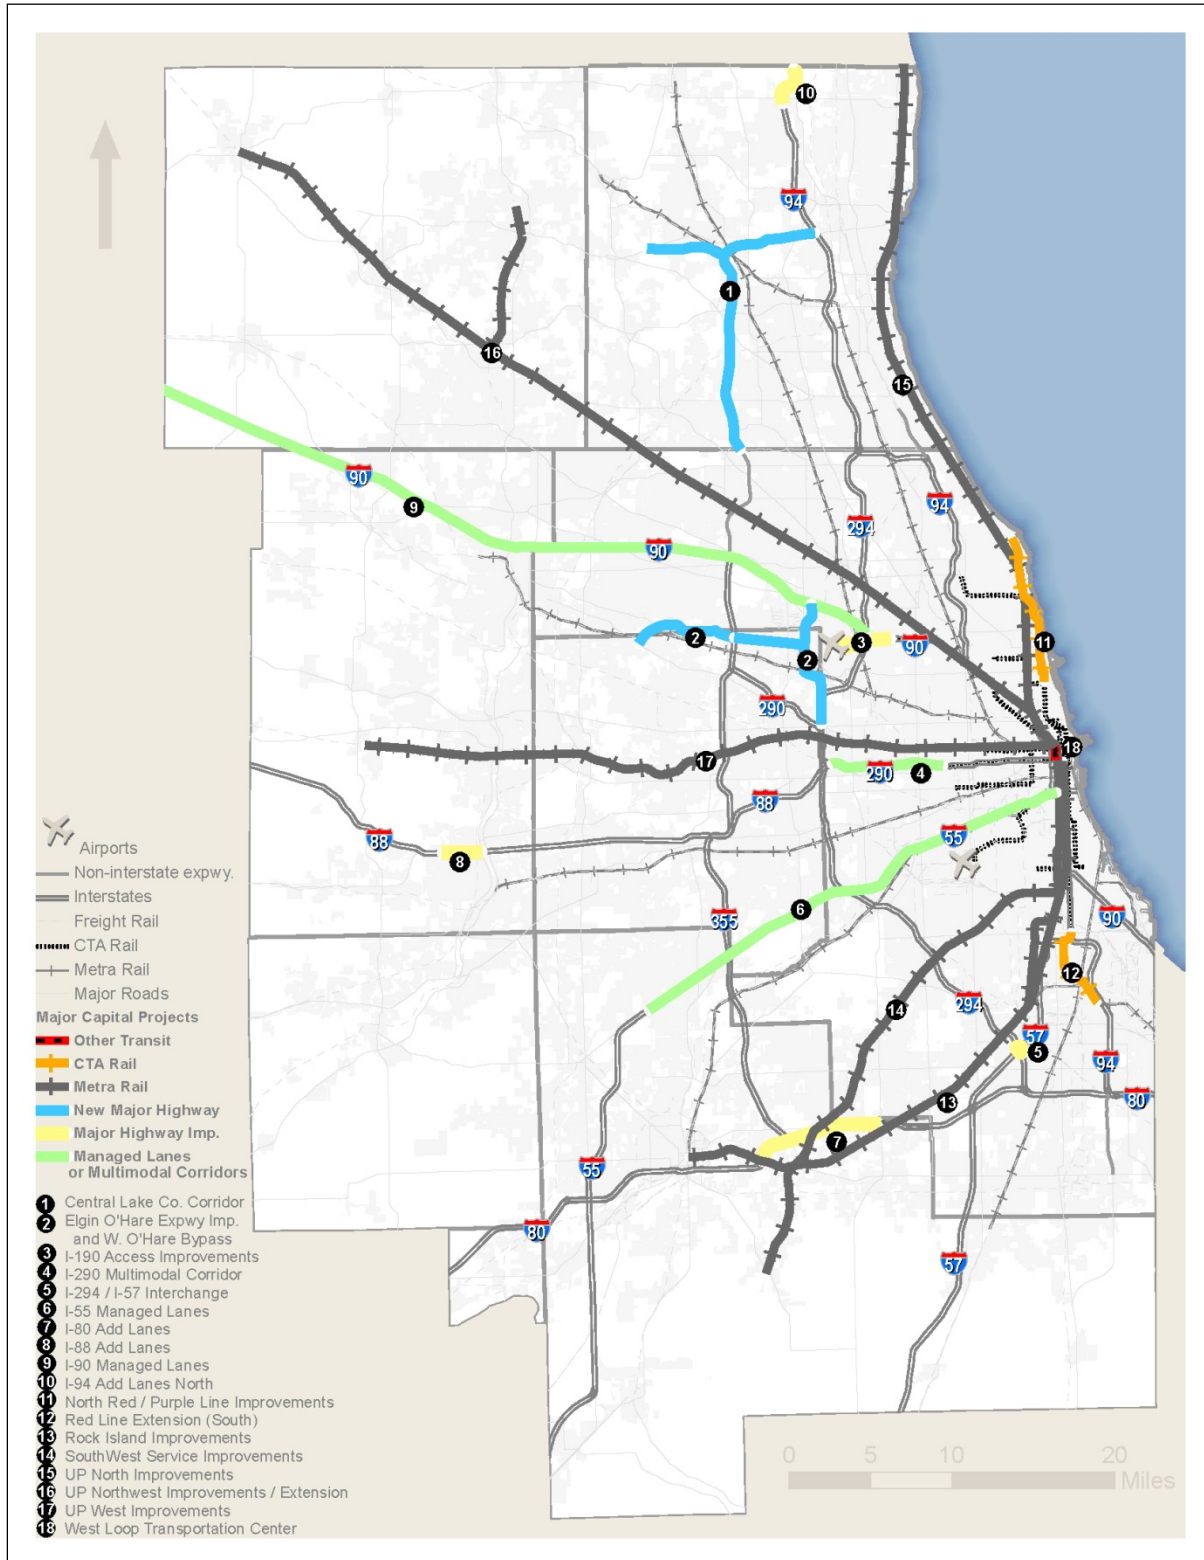 10
94
1
16
15
90
9
94
294
90
2
3
90
11
2
290
18
17
290
4
88
55
88
8
Airports
Non-interstate expwy.
Interstates
Freight Rail
CTA Rail
Metra Rail
Major Roads
Major Capital Projects
Other Transit
CTA Rail
Metra Rail
New Major Highway
Major Highway Imp.
Managed Lanes
or Multimodal Corridors
6
355
90
12
14
294
57
5
94
13
80
7
55
80
57
1 Central Lake Co. Corridor
2 Elgin O'Hare Expwy Imp.
and W. O'Hare Bypass
3 I-190 Access Improvements
4 I-290 Multimodal Corridor
5 I-294 / I-57 Interchange
6 I-55 Managed Lanes
7 I-80 Add Lanes
8 I-88 Add Lanes
9 I-90 Managed Lanes
10 I-94 Add Lanes North
11 North Red / Purple Line Improvements
12 Red Line Extension (South)
13 Rock Island Improvements
14 SouthWest Service Improvements
15 UP North Improvements
16 UP Northwest Improvements / Extension
17 UP West Improvements
18 West Loop Transportation Center
0 5 10 20
Miles